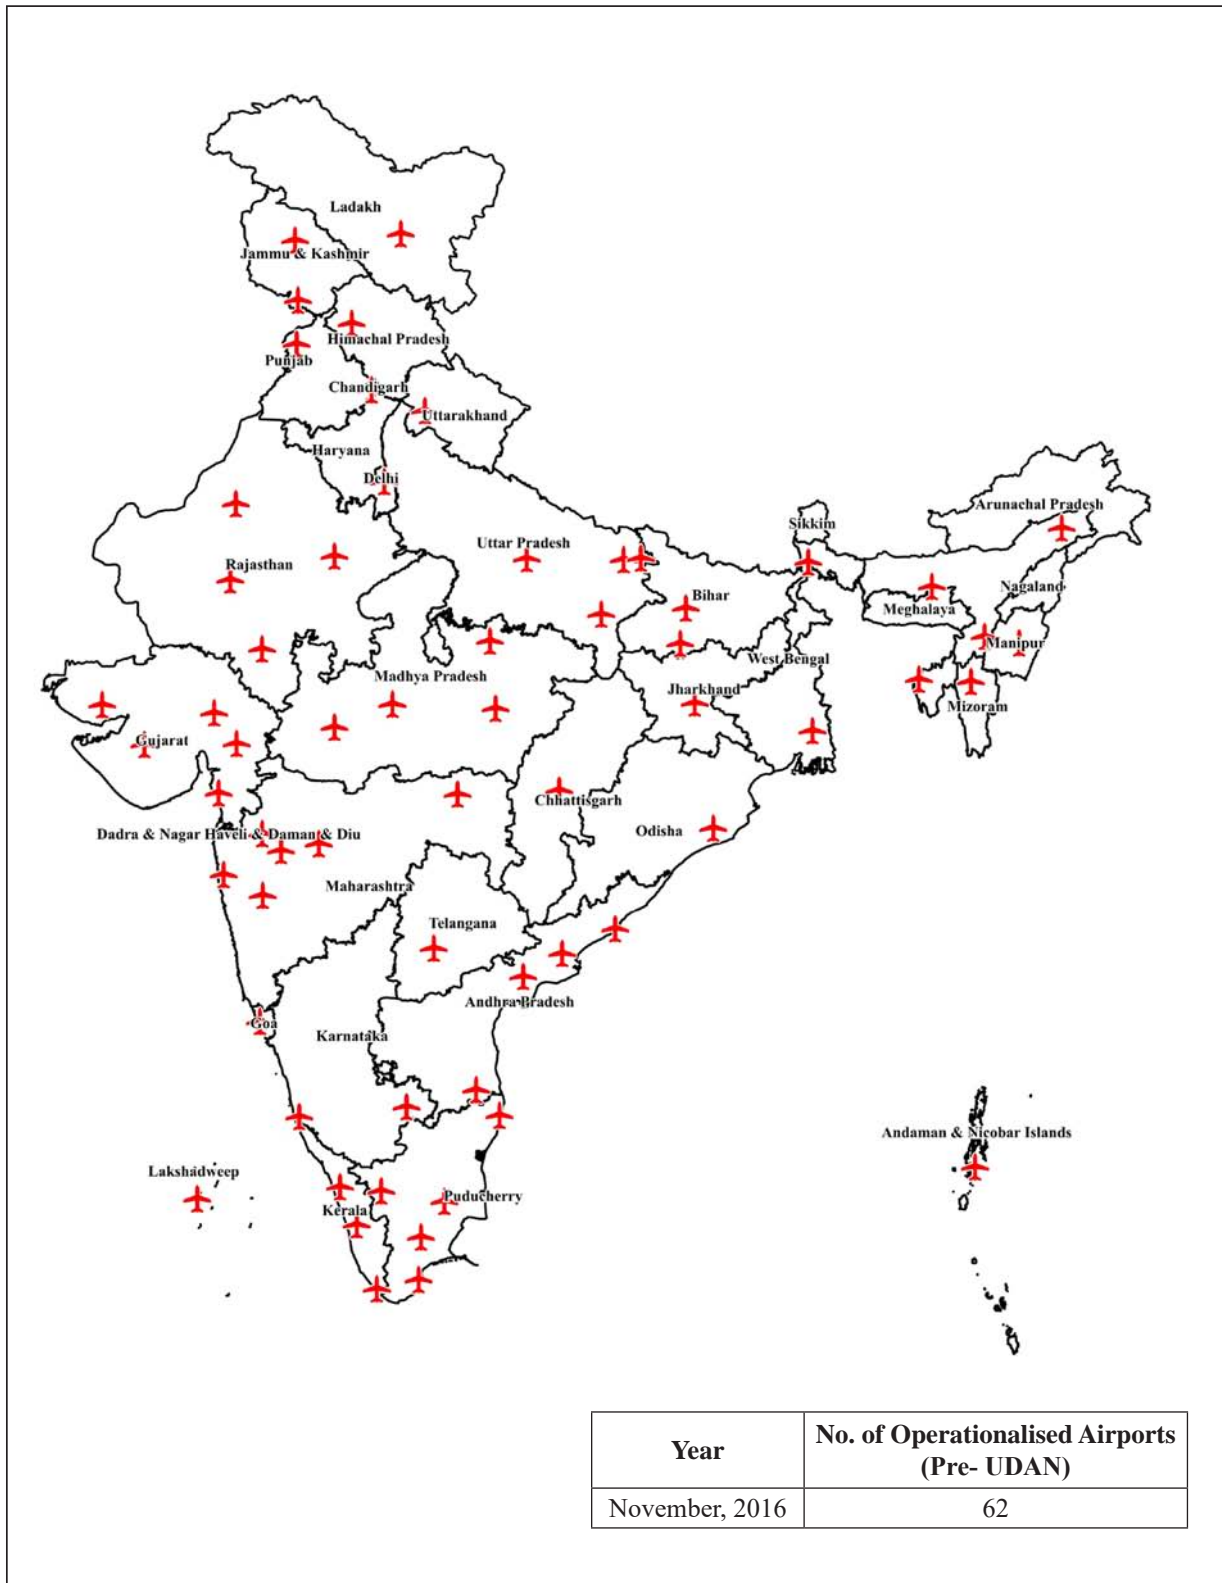 Ladakh
Jammu & Kashmir
Himachal Pradesh
Punjab
Chandigarh
Uttarakhand
Haryana
Delhi
Arunachal Pradesh
Sikkim
Uttar Pradesh
Rajasthan
Nagaland
Bihar
Meghalaya
Manipur
West Bengal
Madhya Pradesh
Jharkhand
Mizoram
Gujarat
Chhattisgarh
Dadra & Nagar Haveli & Daman & Diu
Odisha
Maharashtra
Telangana
Andhra Bradesh
Goa
Karnataka
Andaman & Nicobar Islands
Lakshadweep
Puducherry
Kerala
Year
No. of Operationalised Airports
(Pre- UDAN)
November, 2016
62